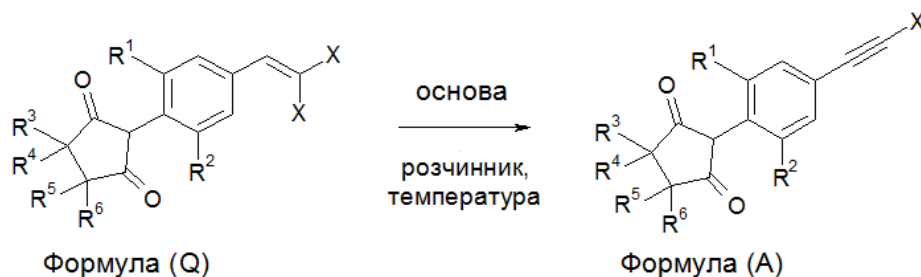 R¹
X
O
X
R³
R⁴
R²
R⁵
R⁶
O
Формула (Q)
основа
розчинник,
температура
X
R¹
O
R³
R⁴
R²
R⁵
R⁶
O
Формула (A)